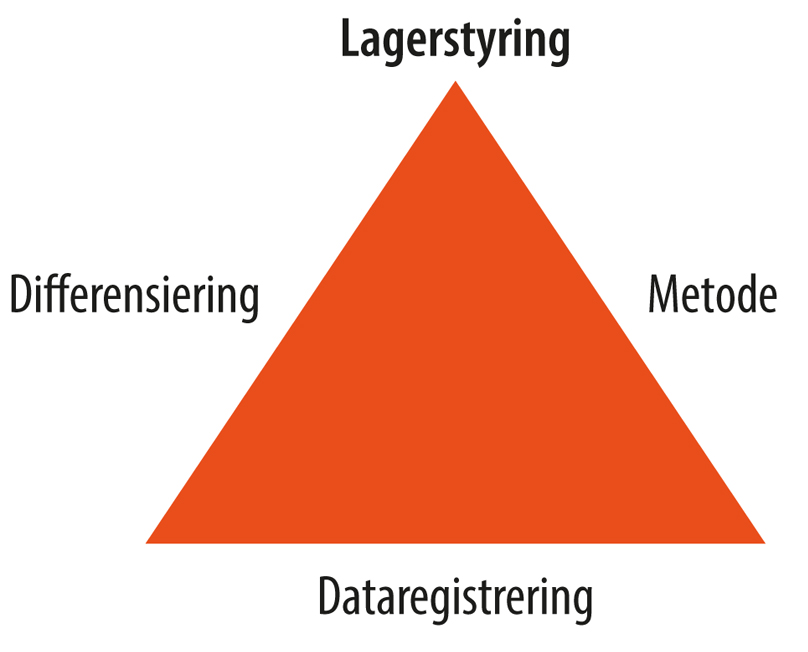 Lagerstyring
Differensiering
Metode
Dataregistrering